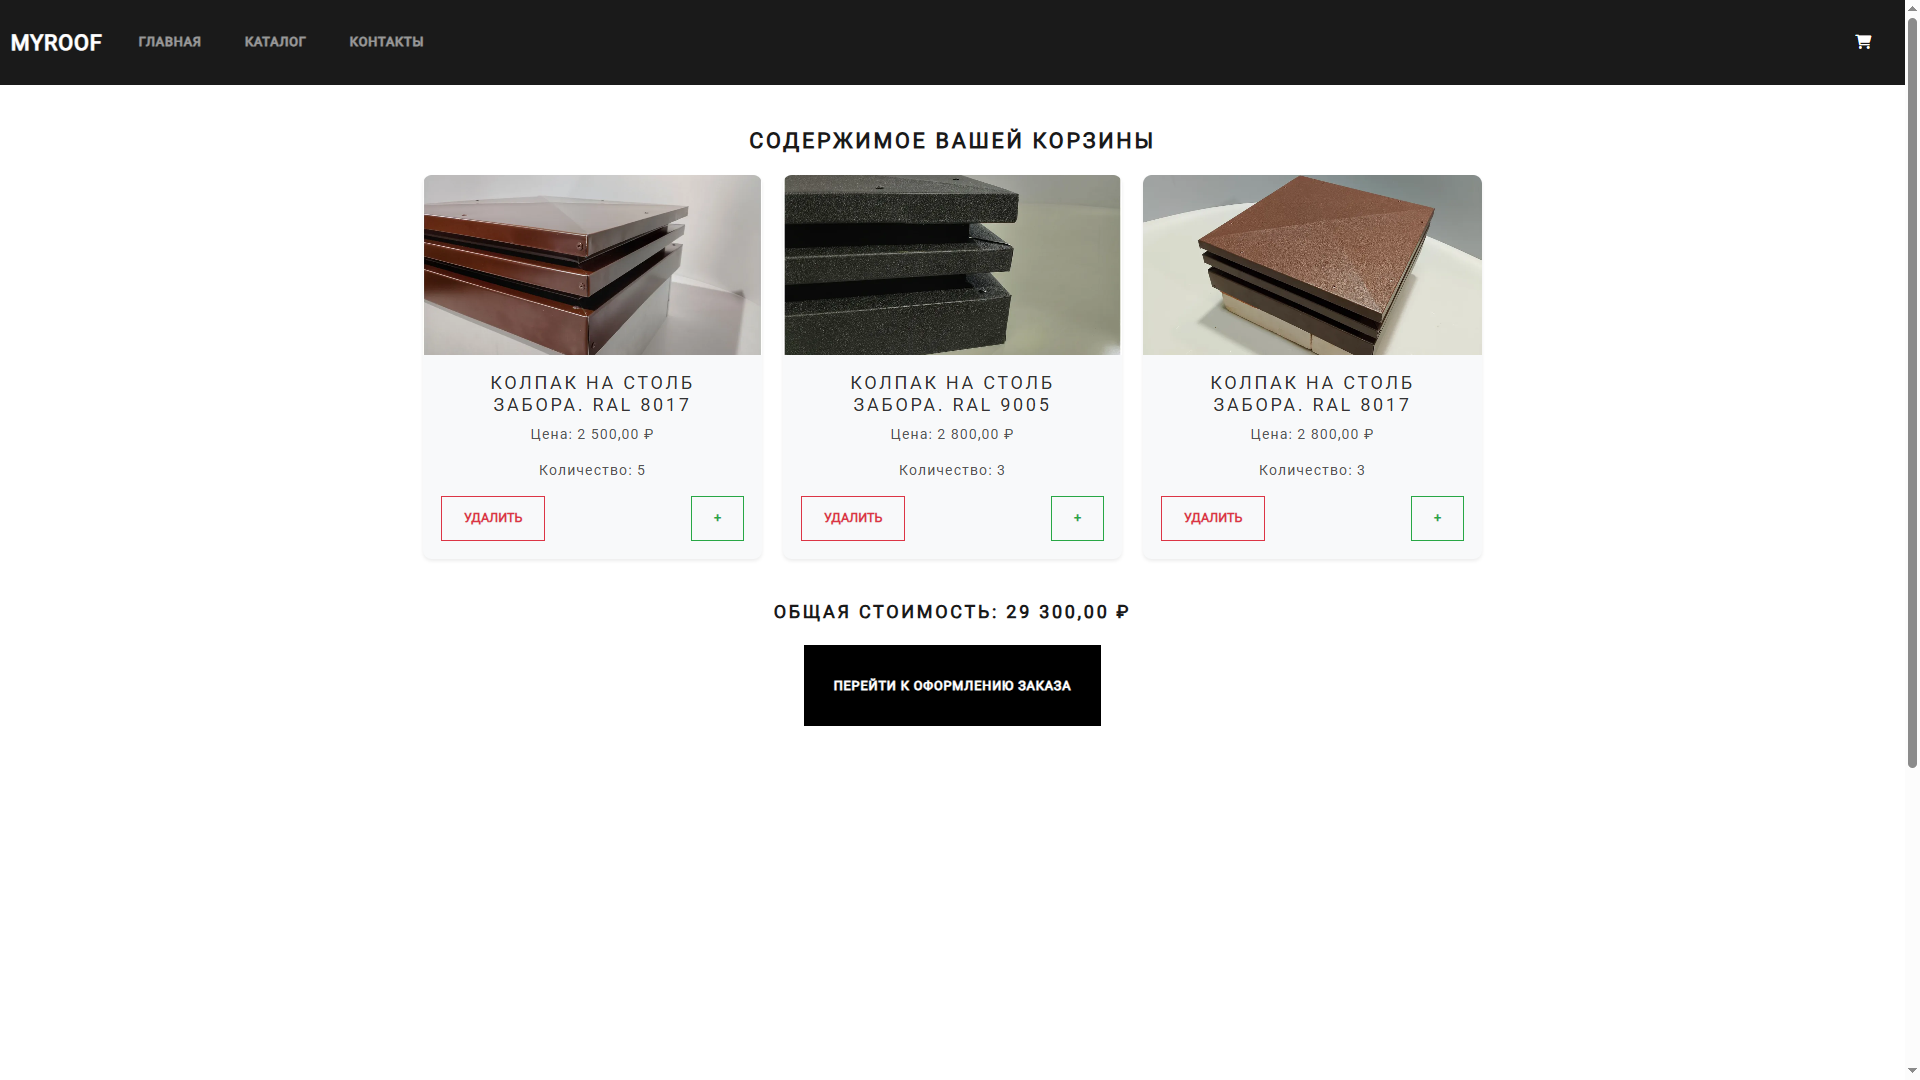 MYROOF ГЛАВНАЯ КАТАЛОГ КОНТАКТЫ
СОДЕРЖИМОЕ ВАШЕЙ КОРЗИНЫ
КОЛПАК НА СТОЛБ
ЗАБОРА. RAL 8017
Цена: 2 500,00 ₽
Количество: 5
УДАЛИТЬ +
КОЛПАК НА СТОЛБ
ЗАБОРА. RAL 9005
Цена: 2 800,00 ₽
Количество: 3
УДАЛИТЬ +
КОЛПАК НА СТОЛБ
ЗАБОРА. RAL 8017
Цена: 2 800,00 ₽
Количество: 3
УДАЛИТЬ +
ОБЩАЯ СТОИМОСТЬ: 29 300,00 ₽
ПЕРЕЙТИ К ОФОРМЛЕНИЮ ЗАКАЗА